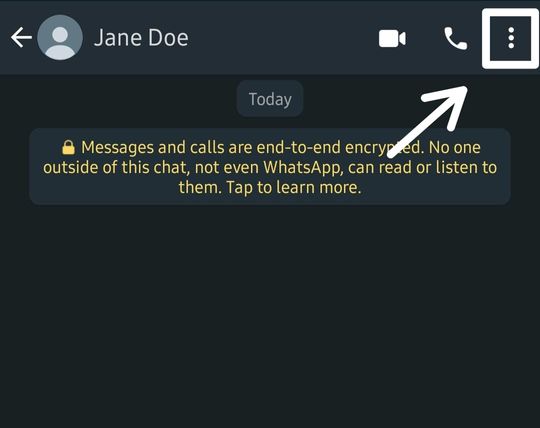 Jane Doe
Today
Messages and calls are end-to-end encrypted. No one
outside of this chat, not even WhatsApp, can read or listen to
them. Tap to learn more.